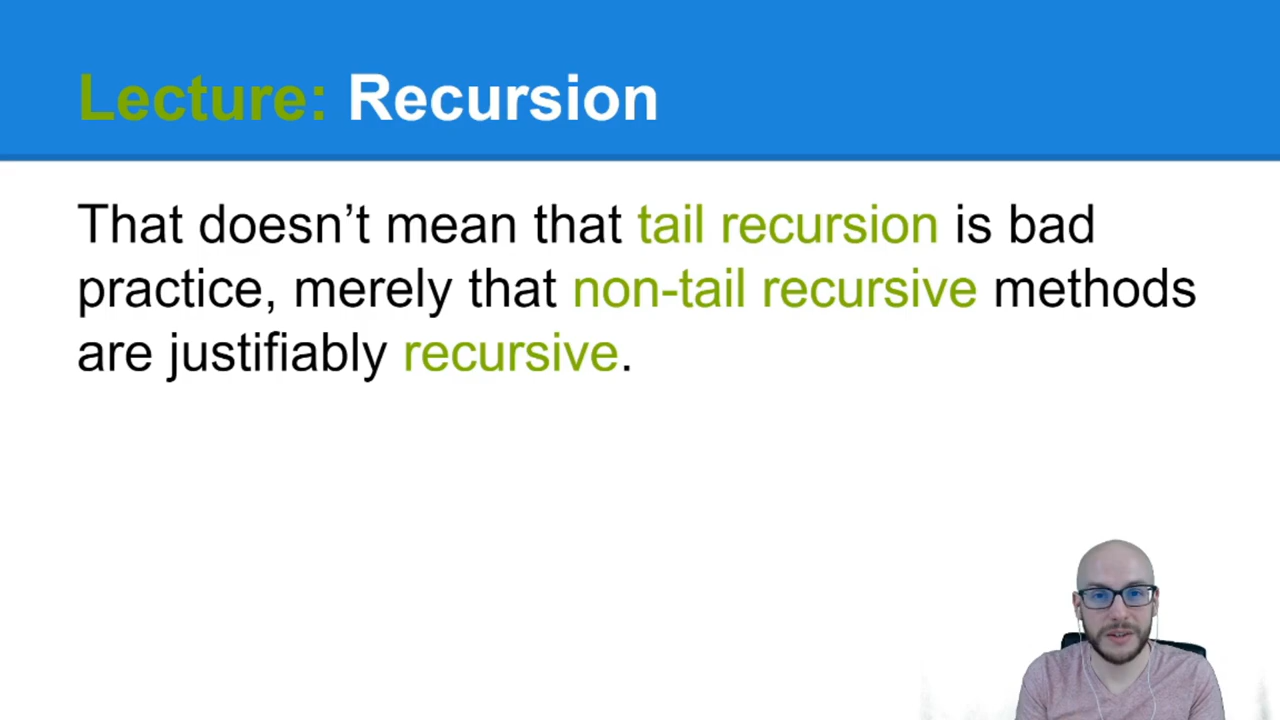 Lecture: Recursion
That doesn’t mean that tail recursion is bad
practice, merely that non-tail recursive methods
are justifiably recursive.